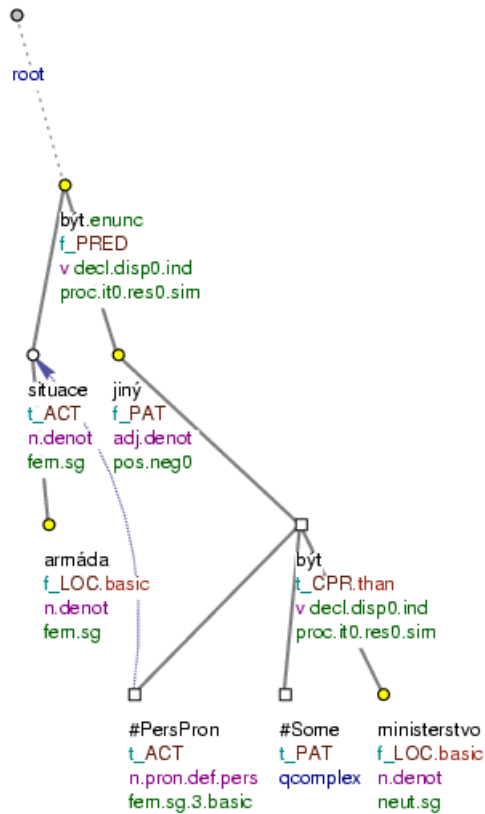 root
být.enunc
f_PRED
v decl.disp0.ind
proc.it0.res0.sim
situace
t_ACT
n.denot
fem.sg
jiný
f_PAT
adj.denot
pos.neg0
armáda
f_LOC.basic
n.denot
fem.sg
být
t_CPR.than
v decl.disp0.ind
proc.it0.res0.sim
#PersPron
t_ACT
n.pron.def.pers
fem.sg.3.basic
#Some
t_PAT
qcomplex
ministerstvo
f_LOC.basic
n.denot
neut.sg